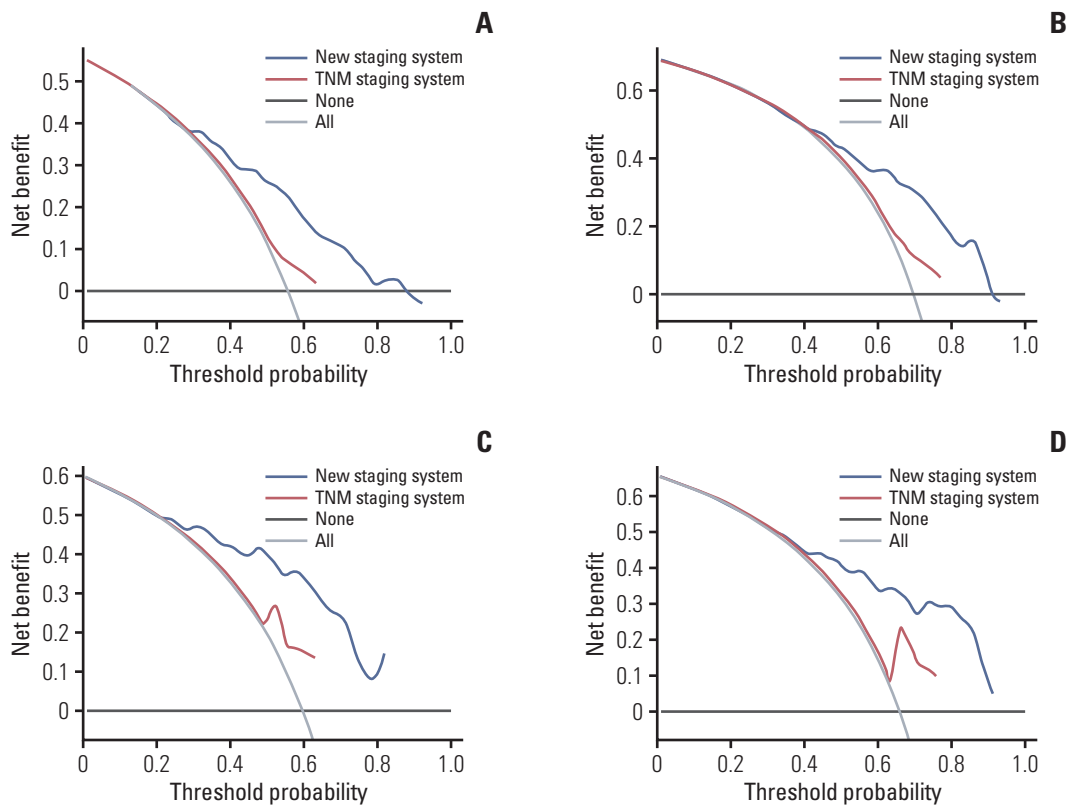 A
New staging system
TNM staging system
None
All
0.5
0.4
0.3
0.2
0.1
0
Net benefit
0 0.2 0.4 0.6 0.8 1.0
Threshold probability
B
New staging system
TNM staging system
None
All
0.6
0.4
0.2
0
Net benefit
0 0.2 0.4 0.6 0.8 1.0
Threshold probability
C
New staging system
TNM staging system
None
All
0.6
0.5
0.4
0.3
0.2
0.1
0
Net benefit
0 0.2 0.4 0.6 0.8 1.0
Threshold probability
D
New staging system
TNM staging system
None
All
0.6
0.5
0.4
0.3
0.2
0.1
0
Net benefit
0 0.2 0.4 0.6 0.8 1.0
Threshold probability